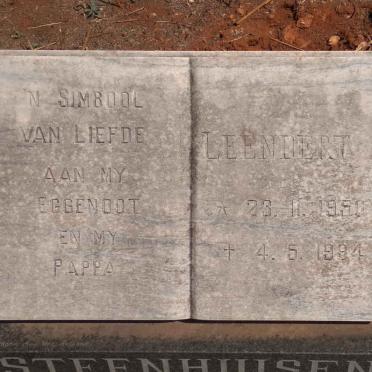 'N SIMBOOL
VAN LIEFDE
AAN MY
EGGENOOT
EN MY
PAPPA
LEENDERT
* 23. 11. 1950
† 4. 5. 1994
STEENHUISEN